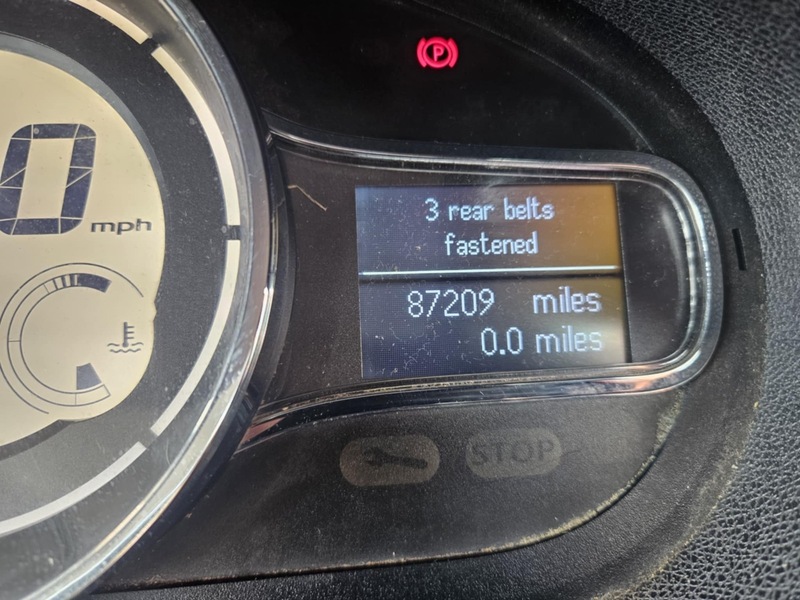 P
3 rear belts
fastened
0 mph
87209 miles
0.0 miles
STOP